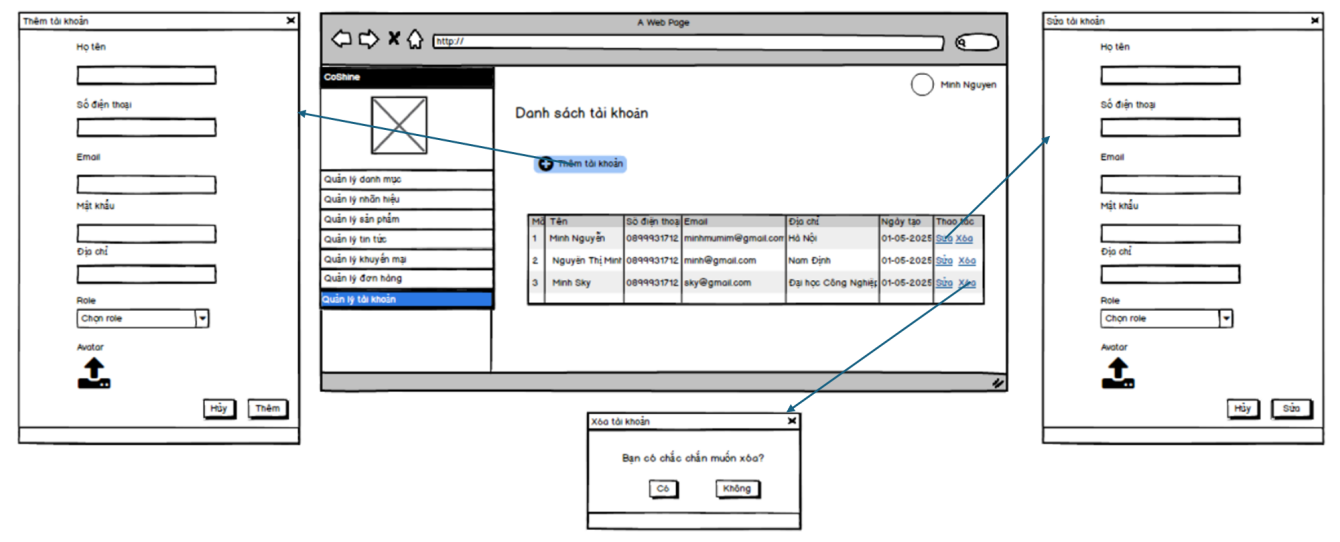 Thêm tài khoản
Họ tên
Số điện thoại
Email
Mật khẩu
Địa chỉ
Role
Chọn role
Avatar
Hủy Thêm
A Web Page
http://
CoShine
Minh Nguyen
Danh sách tài khoản
Thêm tài khoản
Quản lý danh mục
Quản lý nhãn hiệu
Quản lý sản phẩm
Quản lý tin tức
Quản lý khuyến mại
Quản lý đơn hàng
Quản lý tài khoản
Mã Tên Số điện thoại Email Địa chỉ Ngày tạo Thao tác
1 Minh Nguyễn 0899931712 minhmumim@gmail.com Hà Nội 01-05-2025 Sửa Xóa
2 Nguyễn Thị Minh 0899931712 minh@gmail.com Nam Định 01-05-2025 Sửa Xóa
3 Minh Sky 0899931712 sky@gmail.com Đại học Công Nghiệp 01-05-2025 Sửa Xóa
Xóa tài khoản
Bạn có chắc chắn muốn xóa?
Có Không
Sửa tài khoản
Họ tên
Số điện thoại
Email
Mật khẩu
Địa chỉ
Role
Chọn role
Avatar
Hủy Sửa